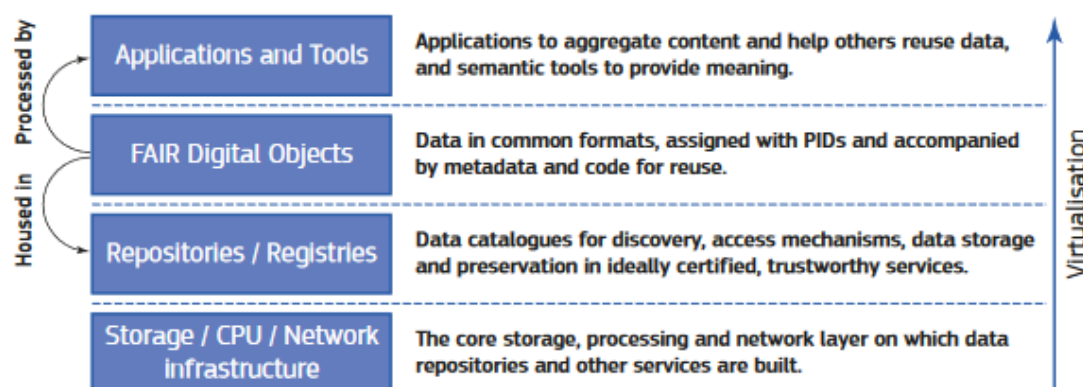 Processed by
Housed in
Applications and Tools
Applications to aggregate content and help others reuse data,
and semantic tools to provide meaning.
FAIR Digital Objects
Data in common formats, assigned with PIDs and accompanied
by metadata and code for reuse.
Repositories / Registries
Data catalogues for discovery, access mechanisms, data storage
and preservation in ideally certified, trustworthy services.
Storage / CPU / Network
infrastructure
The core storage, processing and network layer on which data
repositories and other services are built.
Virtualisation